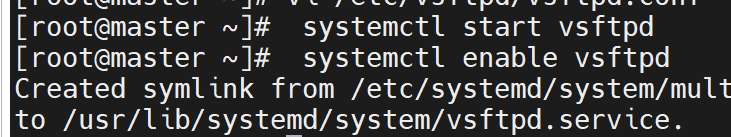 [root@master ~]# vi /etc/vsftpd/vsftpd.conf
[root@master ~]#  systemctl start vsftpd
[root@master ~]#  systemctl enable vsftpd
Created symlink from /etc/systemd/system/mult
to /usr/lib/systemd/system/vsftpd.service.